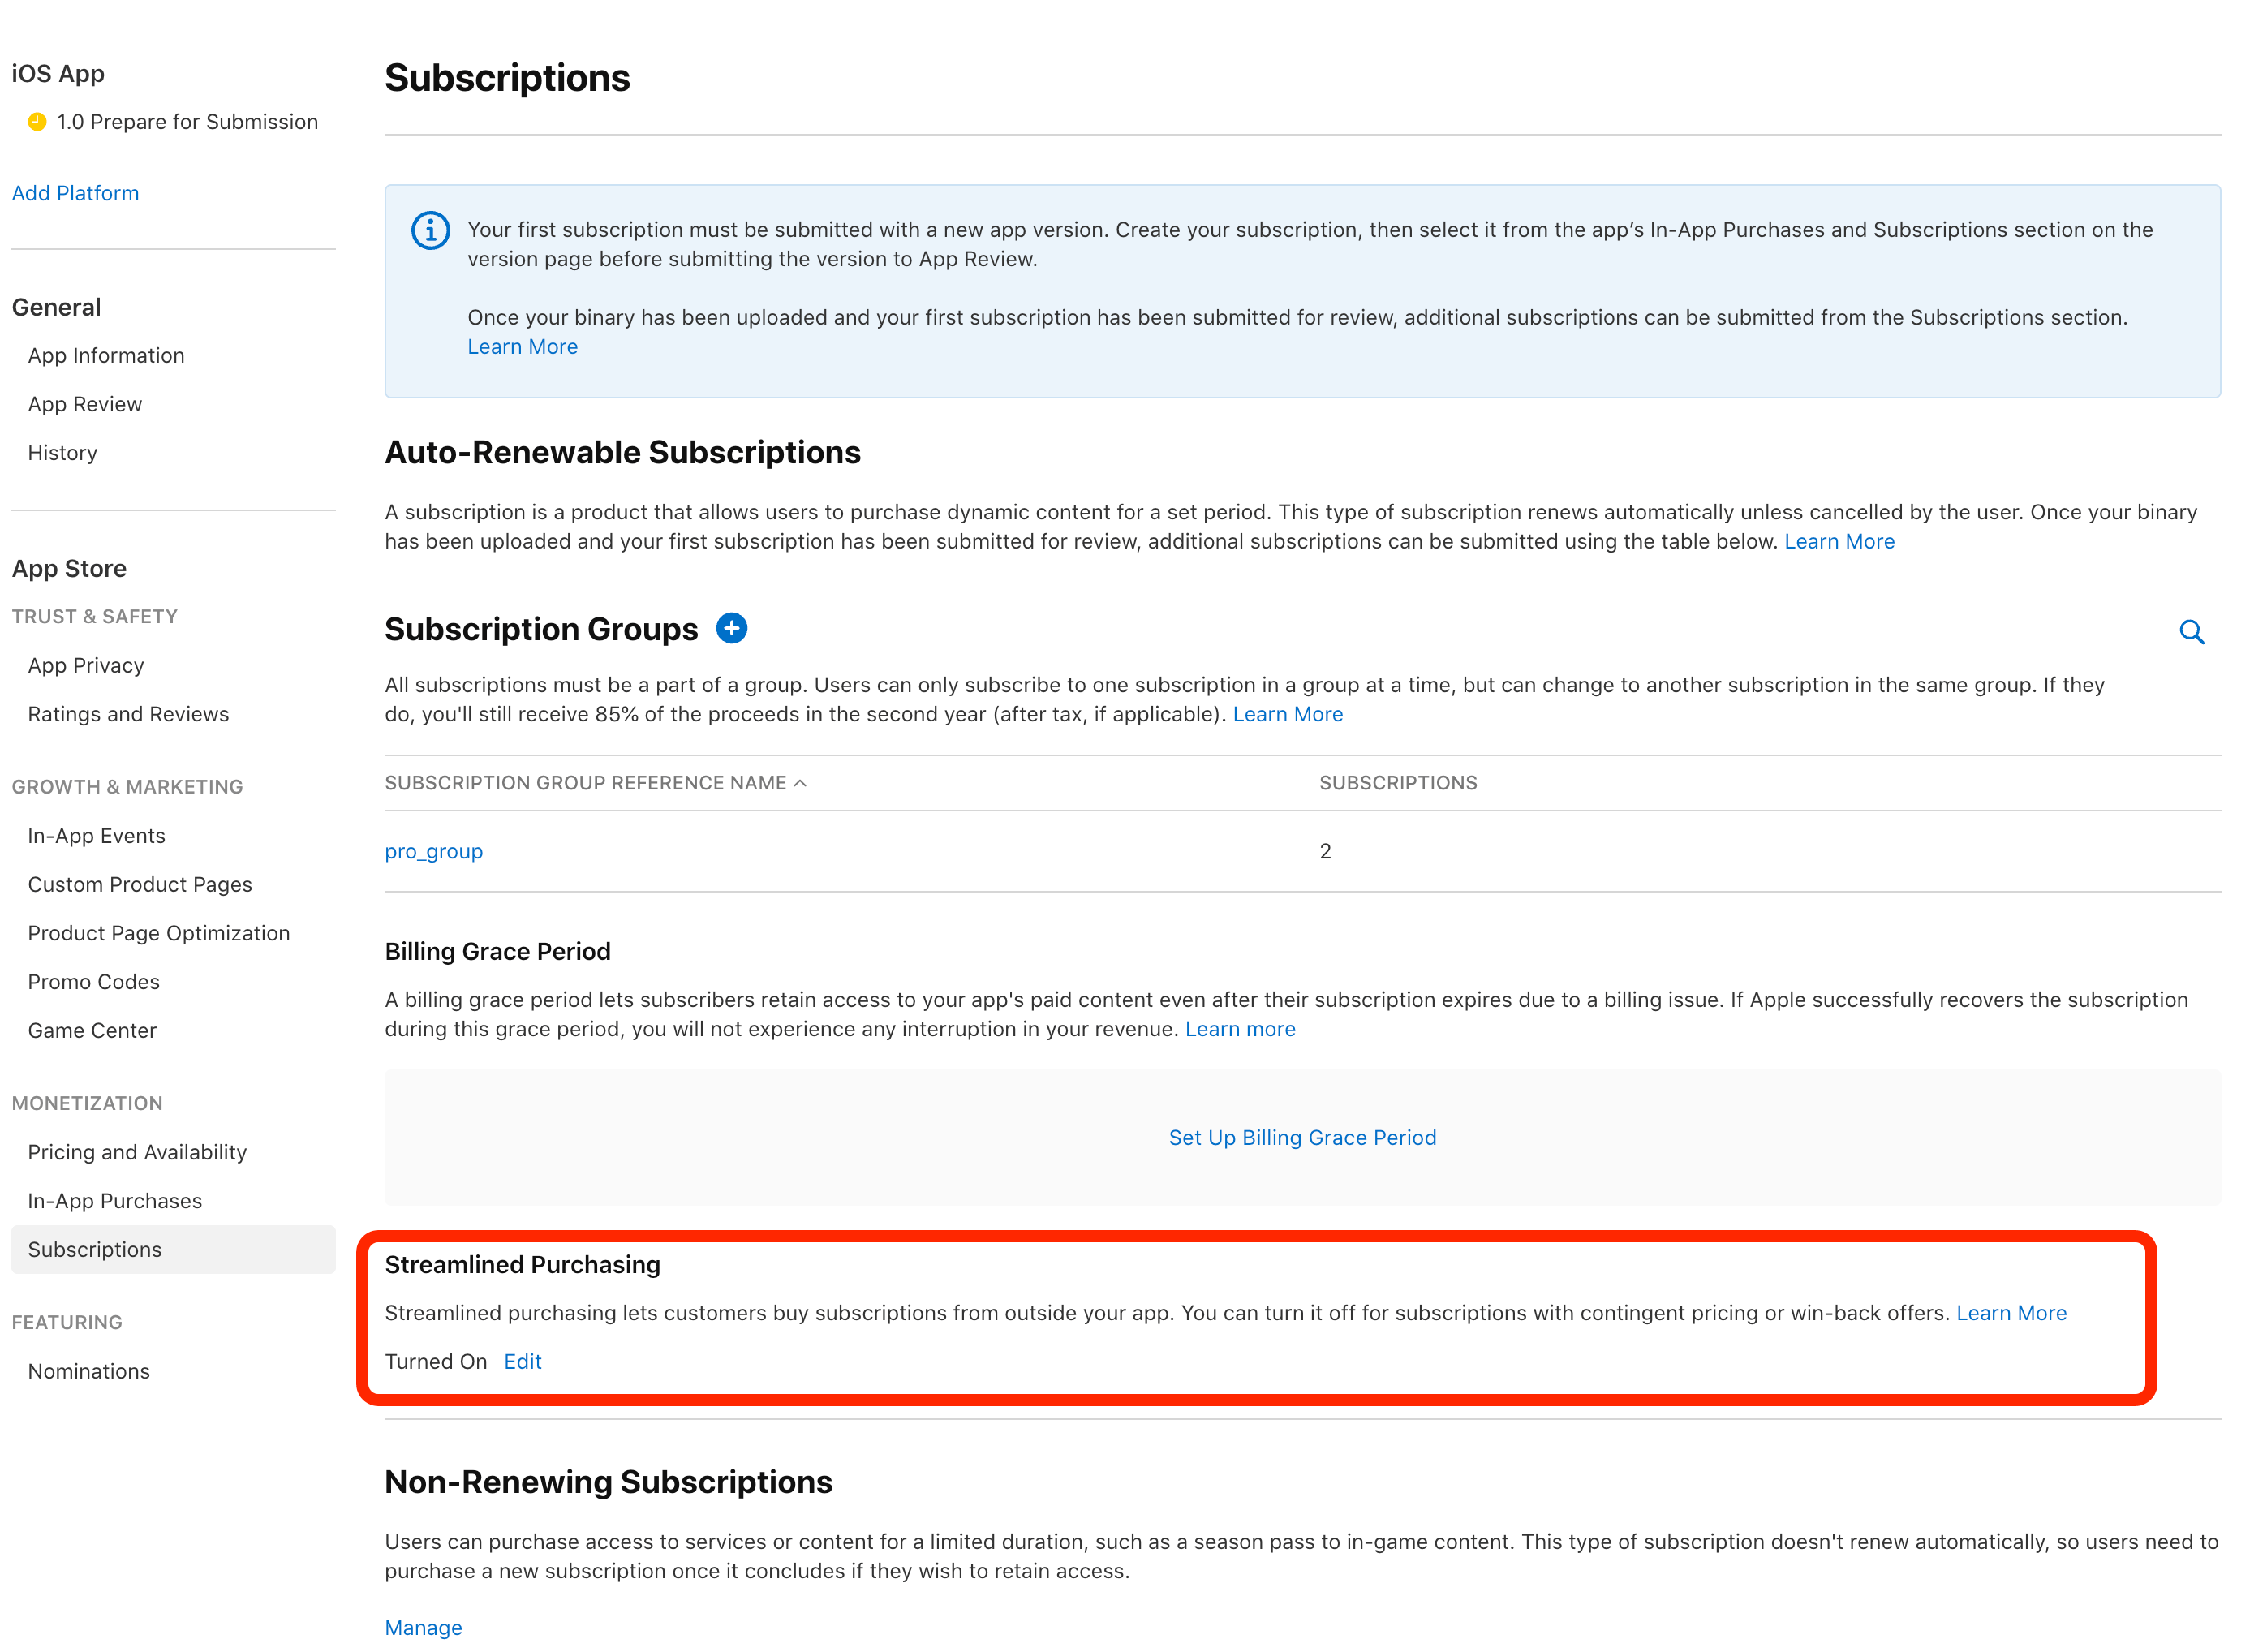 iOS App
1.0 Prepare for Submission
Add Platform
General
App Information
App Review
History
App Store
TRUST & SAFETY
App Privacy
Ratings and Reviews
GROWTH & MARKETING
In-App Events
Custom Product Pages
Product Page Optimization
Promo Codes
Game Center
MONETIZATION
Pricing and Availability
In-App Purchases
Subscriptions
FEATURING
Nominations
Subscriptions
Your first subscription must be submitted with a new app version. Create your subscription, then select it from the app’s In-App Purchases and Subscriptions section on the
version page before submitting the version to App Review.
Once your binary has been uploaded and your first subscription has been submitted for review, additional subscriptions can be submitted from the Subscriptions section.
Learn More
Auto-Renewable Subscriptions
A subscription is a product that allows users to purchase dynamic content for a set period. This type of subscription renews automatically unless cancelled by the user. Once your binary
has been uploaded and your first subscription has been submitted for review, additional subscriptions can be submitted using the table below. Learn More
Subscription Groups
All subscriptions must be a part of a group. Users can only subscribe to one subscription in a group at a time, but can change to another subscription in the same group. If they
do, you'll still receive 85% of the proceeds in the second year (after tax, if applicable). Learn More
SUBSCRIPTION GROUP REFERENCE NAME SUBSCRIPTIONS
pro_group 2
Billing Grace Period
A billing grace period lets subscribers retain access to your app's paid content even after their subscription expires due to a billing issue. If Apple successfully recovers the subscription
during this grace period, you will not experience any interruption in your revenue. Learn more
Set Up Billing Grace Period
Streamlined Purchasing
Streamlined purchasing lets customers buy subscriptions from outside your app. You can turn it off for subscriptions with contingent pricing or win-back offers. Learn More
Turned On Edit
Non-Renewing Subscriptions
Users can purchase access to services or content for a limited duration, such as a season pass to in-game content. This type of subscription doesn't renew automatically, so users need to
purchase a new subscription once it concludes if they wish to retain access.
Manage